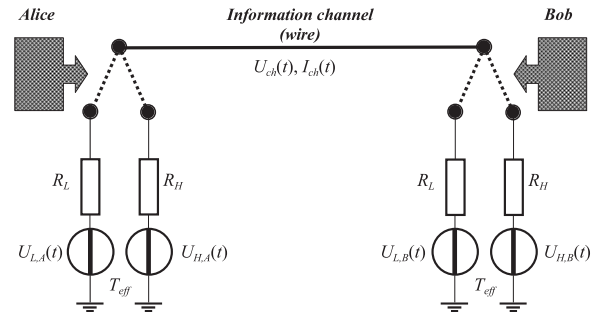 Alice
Information channel
(wire)
Bob
U_ch(t), I_ch(t)
R_L
R_H
R_L
R_H
U_L,A(t)
U_H,A(t)
U_L,B(t)
U_H,B(t)
T_eff
T_eff